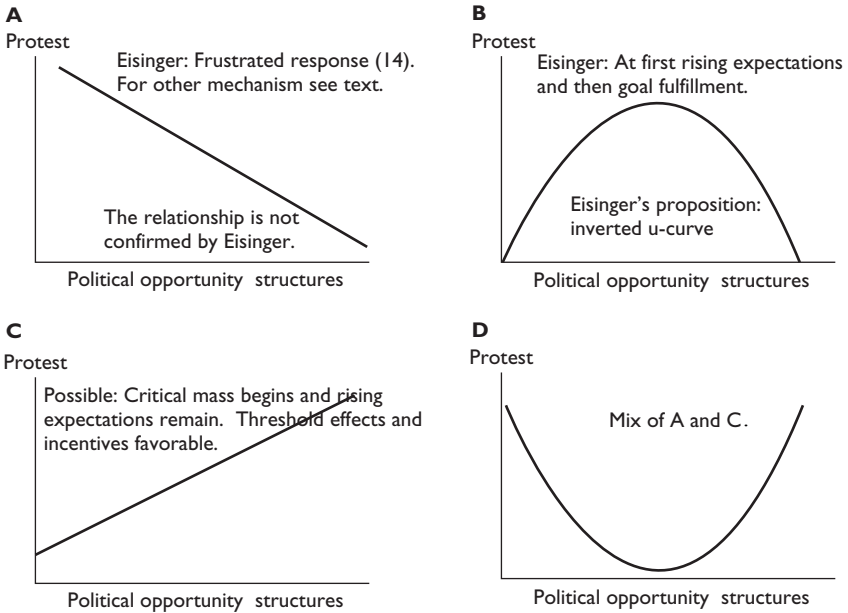 A
Protest
Eisinger: Frustrated response (14).
For other mechanism see text.
The relationship is not
confirmed by Eisinger.
Political opportunity structures
B
Protest
Eisinger: At first rising expectations
and then goal fulfillment.
Eisinger's proposition:
inverted u-curve
Political opportunity structures
C
Protest
Possible: Critical mass begins and rising
expectations remain. Threshold effects and
incentives favorable.
Political opportunity structures
D
Protest
Mix of A and C.
Political opportunity structures